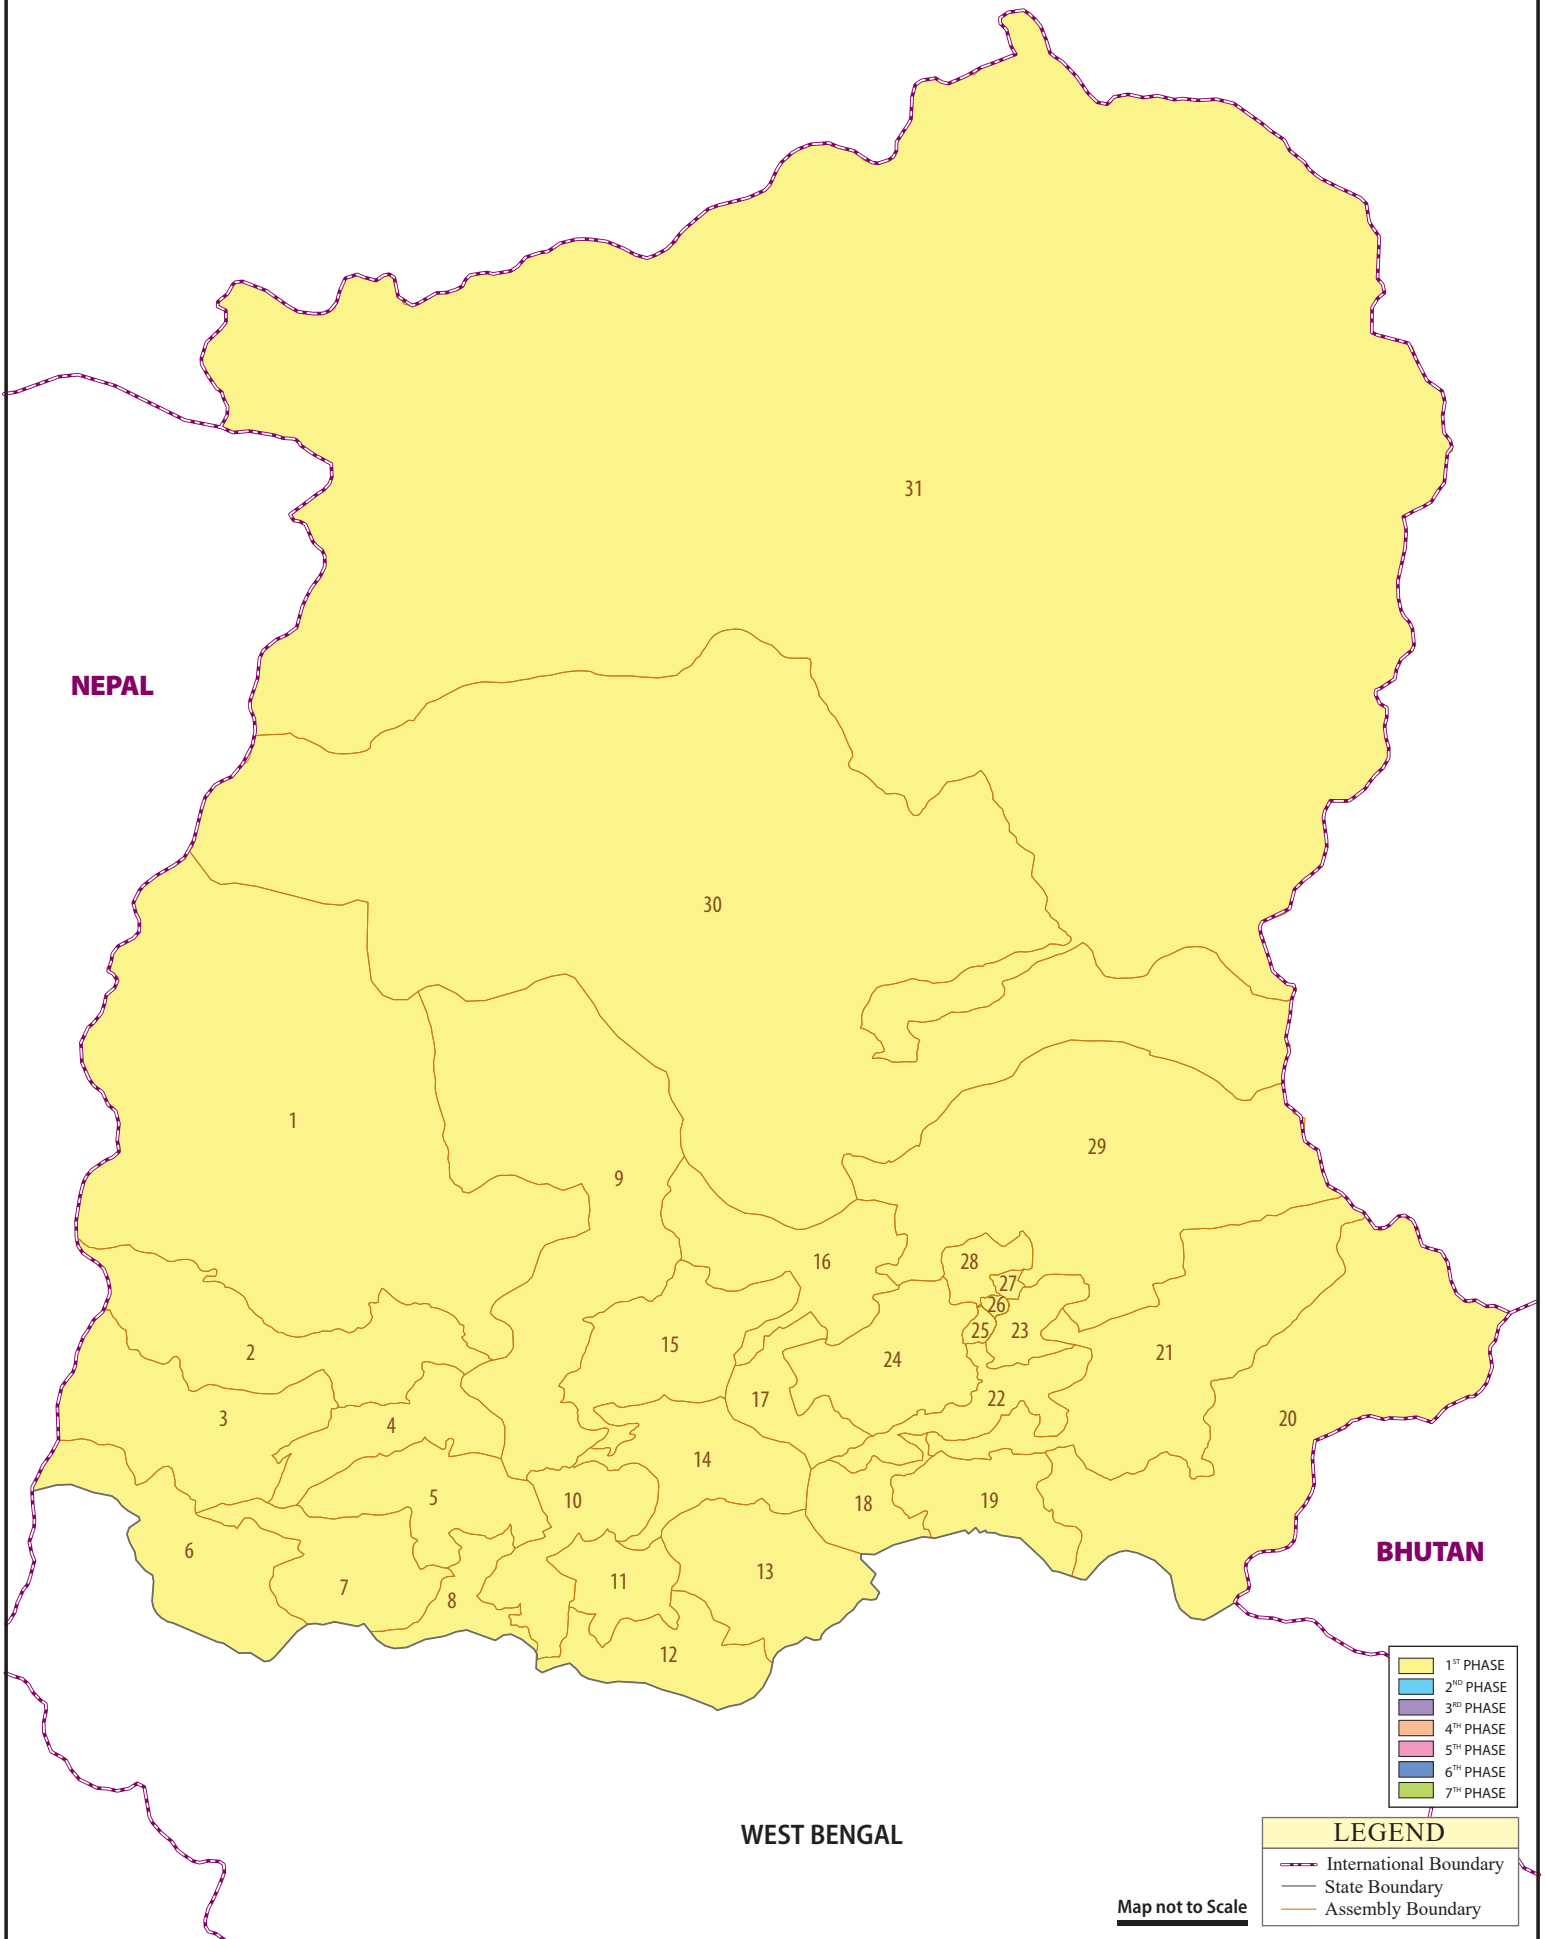 31
NEPAL
30
1
29
9
16
28
27
26
25
23
15
2
24
21
17
22
3
4
20
14
5
10
18
19
6
BHUTAN
13
7
11
8
12
1ST PHASE
2ND PHASE
3RD PHASE
4TH PHASE
5TH PHASE
6TH PHASE
7TH PHASE
WEST BENGAL
LEGEND
International Boundary
State Boundary
Assembly Boundary
Map not to Scale